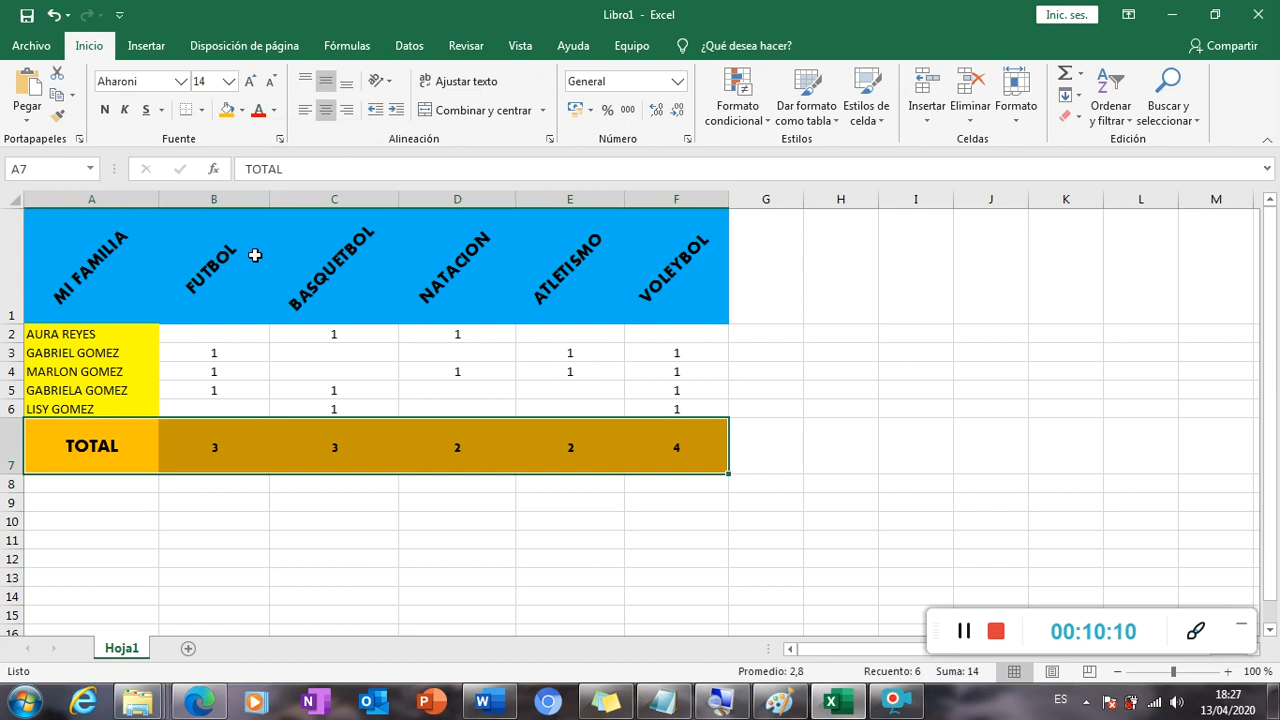 Libro1 - Excel
Inic. ses.
Archivo Inicio Insertar Disposición de página Fórmulas Datos Revisar Vista Ayuda Equipo ¿Qué desea hacer? Compartir
Pegar
Aharoni 14
N K S
Ajustar texto
Combinar y centrar
General
% 000
Formato condicional
Dar formato como tabla
Estilos de celda
Insertar
Eliminar
Formato
Ordenar y filtrar
Buscar y seleccionar
Portapapeles Fuente Alineación Número Estilos Celdas Edición
A7 fx TOTAL
A B C D E F G H I J K L M
1 MI FAMILIA FUTBOL BASQUETBOL NATACION ATLETISMO VOLEYBOL
2 AURA REYES 1 1
3 GABRIEL GOMEZ 1 1 1
4 MARLON GOMEZ 1 1 1 1
5 GABRIELA GOMEZ 1 1 1
6 LISY GOMEZ 1 1
7 TOTAL 3 3 2 2 4
8
9
10
11
12
13
14
15
16
00:10:10
Hoja1
Listo Promedio: 2,8 Recuento: 6 Suma: 14 100 %
ES 18:27
13/04/2020